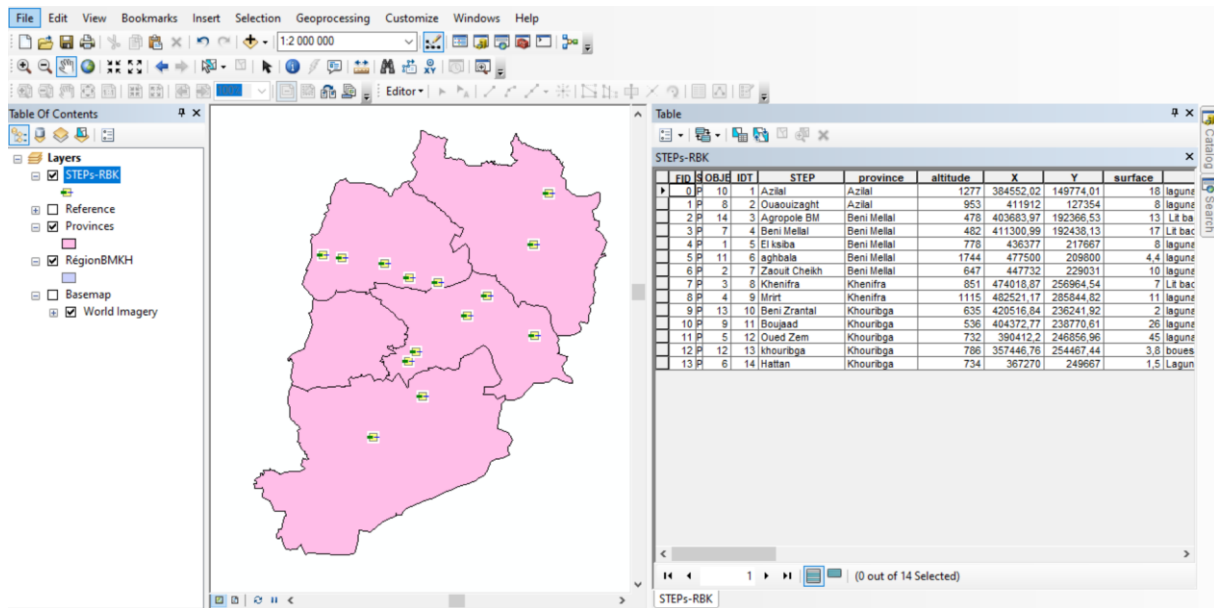 File Edit View Bookmarks Insert Selection Geoprocessing Customize Windows Help
1:2 000 000
Editor
Table Of Contents
Layers
STEPs-RBK
Reference
Provinces
RégionBMKH
Basemap
World Imagery
Table
STEPs-RBK
FID S OBJE IDT STEP province altitude X Y surface
0 P 10 1 Azilal Azilal 1277 384552,02 149774,01 18 laguna
1 P 8 2 Ouaouizaght Azilal 953 411912 127354 8 laguna
2 P 14 3 Agropole BM Beni Mellal 478 403683,97 192366,53 13 Lit ba
3 P 7 4 Beni Mellal Beni Mellal 482 411300,99 192438,13 17 Lit bac
4 P 1 5 El ksiba Beni Mellal 778 436377 217667 8 laguna
5 P 11 6 aghbala Beni Mellal 1744 477500 209800 4,4 laguna
6 P 2 7 Zaouit Cheikh Beni Mellal 647 447732 229031 10 laguna
7 P 3 8 Khenifra Khenifra 851 474018,87 256964,54 7 Lit bac
8 P 4 9 Mrirt Khenifra 1115 482521,17 285844,82 11 laguna
9 P 13 10 Beni Zrantal Khouribga 635 420516,84 236241,92 2 laguna
10 P 9 11 Boujaad Khouribga 536 404372,77 238770,61 26 laguna
11 P 5 12 Oued Zem Khouribga 732 390412,2 246856,96 45 laguna
12 P 12 13 khouribga Khouribga 786 357446,76 254467,44 3,8 boues
13 P 6 14 Hattan Khouribga 734 367270 249667 1,5 Lagun
1
(0 out of 14 Selected)
STEPs-RBK
Catalog
Search